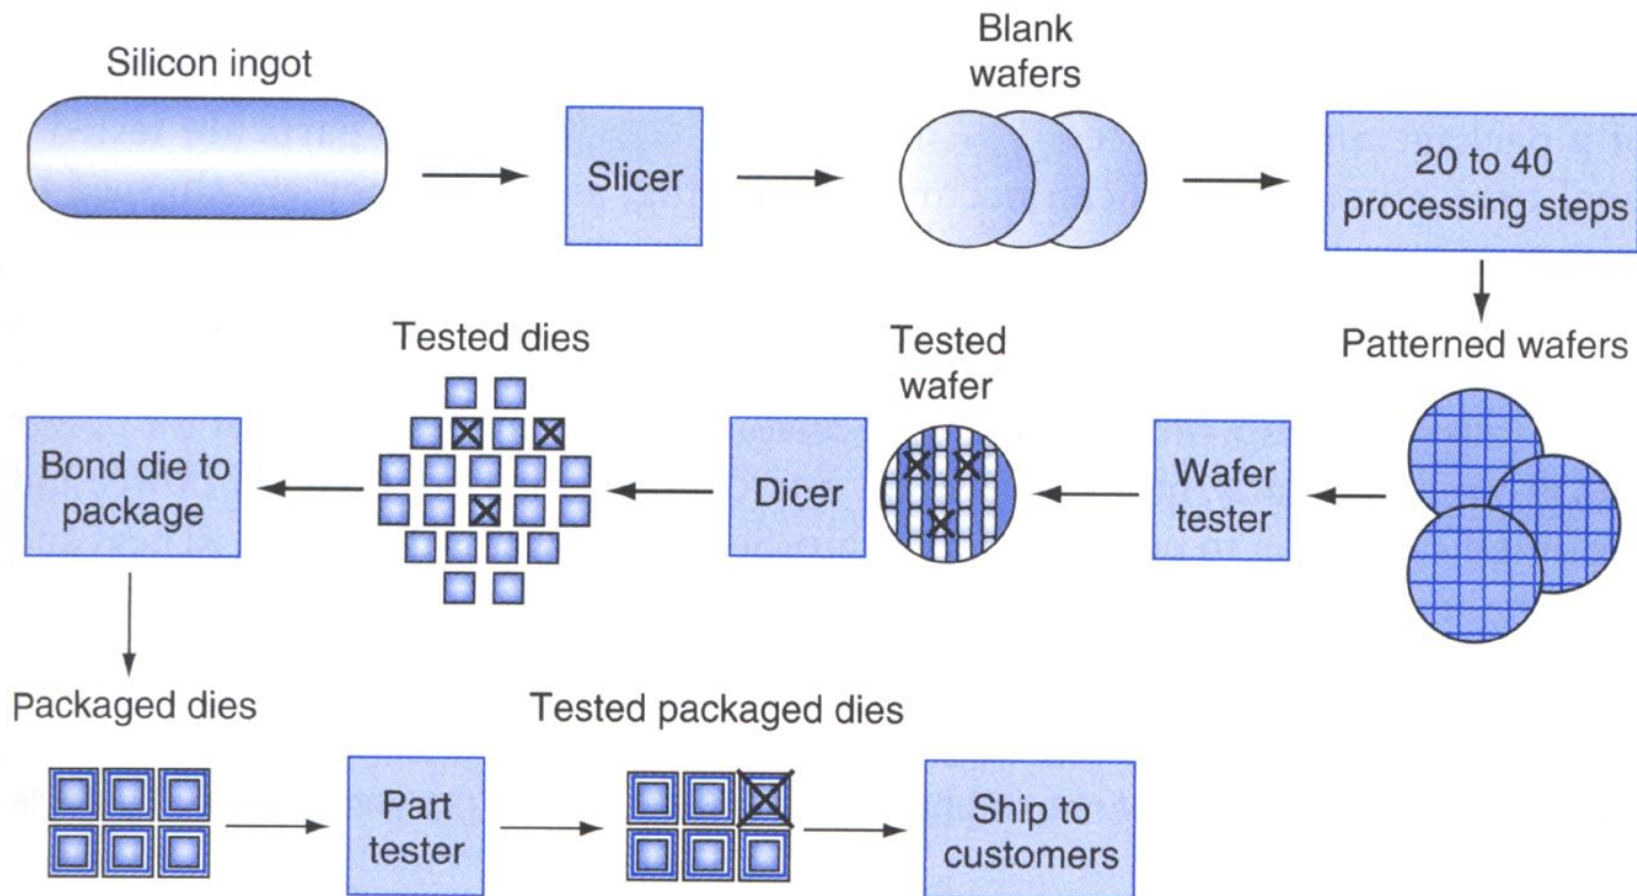 Silicon ingot
Slicer
Blank
wafers
20 to 40
processing steps
Patterned wafers
Wafer
tester
Tested
wafer
Dicer
Tested dies
Bond die to
package
Packaged dies
Part
tester
Tested packaged dies
Ship to
customers